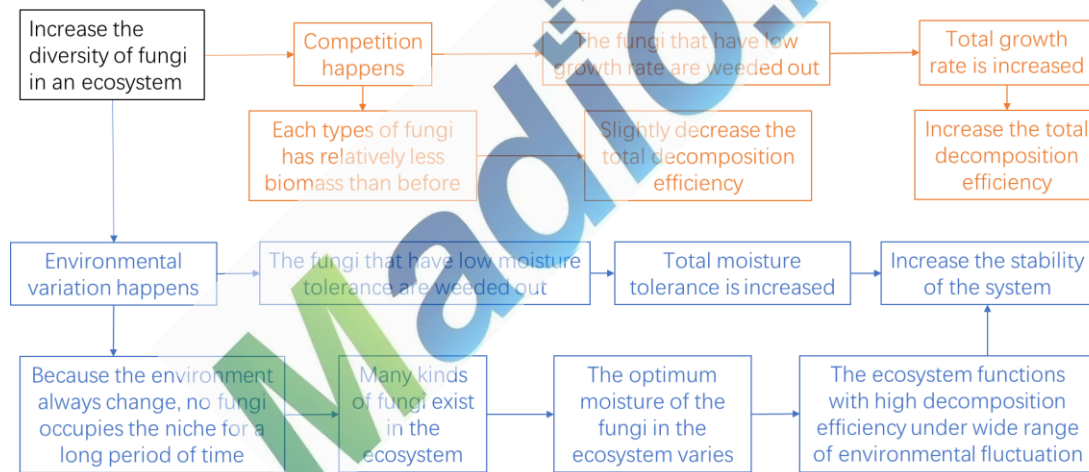 Increase the
diversity of fungi
in an ecosystem
Competition
happens
The fungi that have low
growth rate are weeded out
Total growth
rate is increased
Each types of fungi
has relatively less
biomass than before
Slightly decrease the
total decomposition
efficiency
Increase the total
decomposition
efficiency
Environmental
variation happens
The fungi that have low moisture
tolerance are weeded out
Total moisture
tolerance is increased
Increase the stability
of the system
Because the environment
always change, no fungi
occupies the niche for a
long period of time
Many kinds
of fungi exist
in the
ecosystem
The optimum
moisture of the
fungi in the
ecosystem varies
The ecosystem functions
with high decomposition
efficiency under wide range
of environmental fluctuation
Madio.